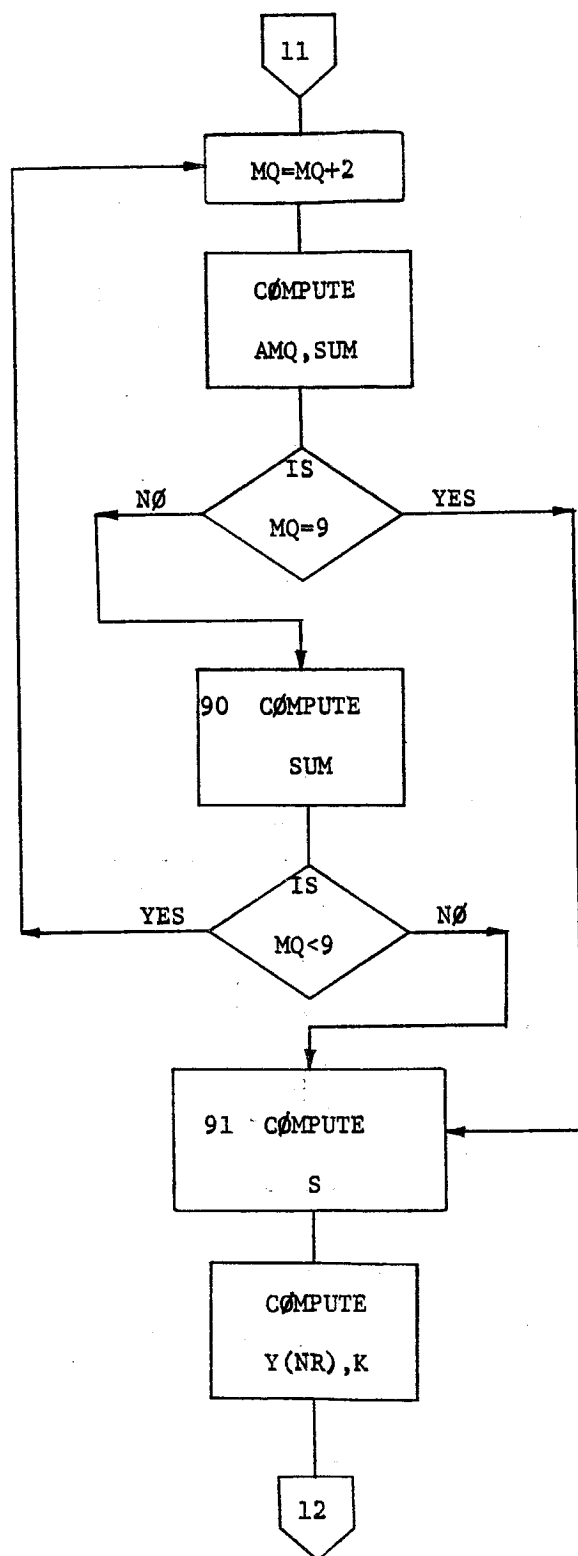 11
MQ=MQ+2
CØMPUTE
AMQ,SUM
IS
NØ
YES
MQ=9
90 CØMPUTE
SUM
IS
YES
NØ
MQ<9
91 CØMPUTE
S
CØMPUTE
Y(NR),K
12